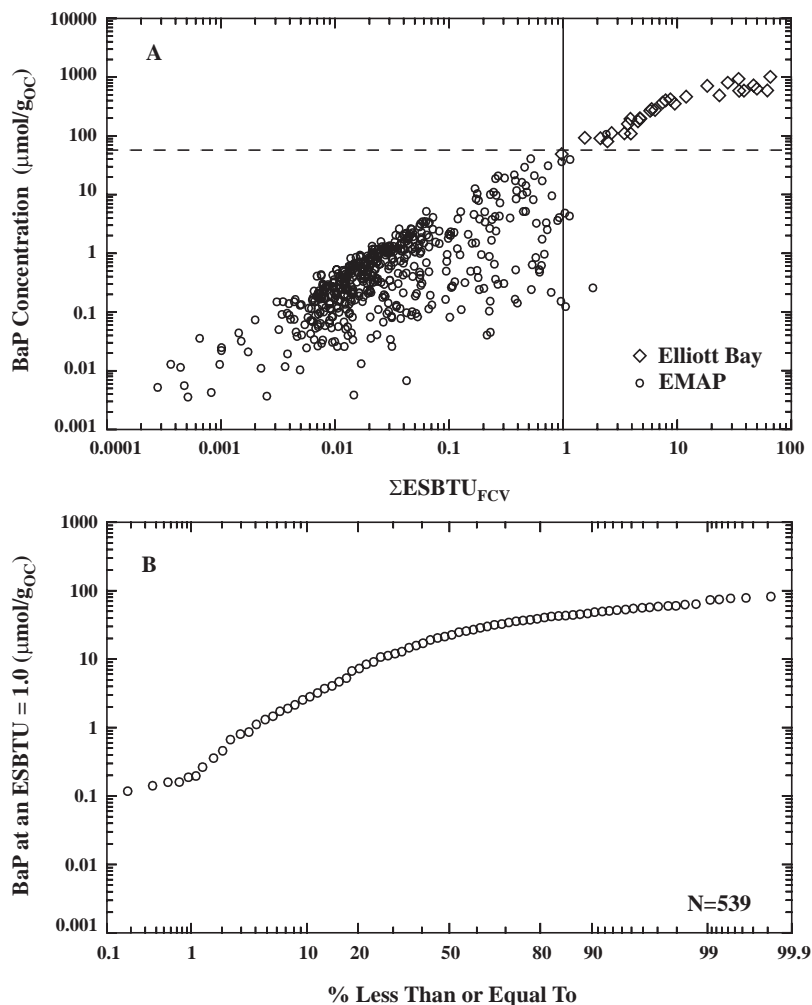 A
BaP Concentration (μmol/gOC)
10000
1000
100
10
1
0.1
0.01
0.001
Elliott Bay
EMAP
0.0001 0.001 0.01 0.1 1 10 100
ΣESBTUFCV
B
BaP at an ESBTU = 1.0 (μmol/gOC)
1000
100
10
1
0.1
0.01
0.001
N=539
0.1 1 10 20 50 80 90 99 99.9
% Less Than or Equal To